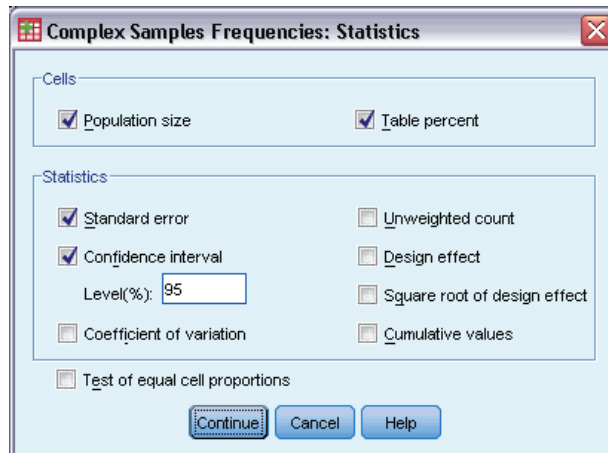 Complex Samples Frequencies: Statistics
Cells
Population size
Table percent
Statistics
Standard error
Unweighted count
Confidence interval
Design effect
Level(%): 95
Square root of design effect
Coefficient of variation
Cumulative values
Test of equal cell proportions
Continue
Cancel
Help